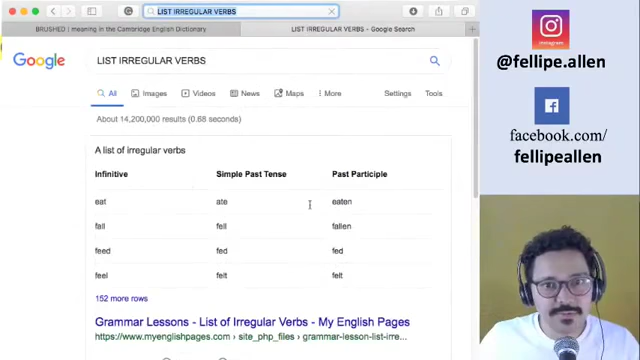 LIST IRREGULAR VERBS
BRUSHED | meaning in the Cambridge English Dictionary
LIST IRREGULAR VERBS - Google Search
Google
LIST IRREGULAR VERBS
All
Images
Videos
News
Maps
More
Settings
Tools
About 14,200,000 results (0.68 seconds)
A list of irregular verbs
Infinitive Simple Past Tense Past Participle
eat ate eaten
fall fell fallen
feed fed fed
feel felt felt
152 more rows
Grammar Lessons - List of Irregular Verbs - My English Pages
https://www.myenglishpages.com › site_php_files › grammar-lesson-list-irre...
Instagram
@fellipe.allen
facebook.com/
fellipeallen